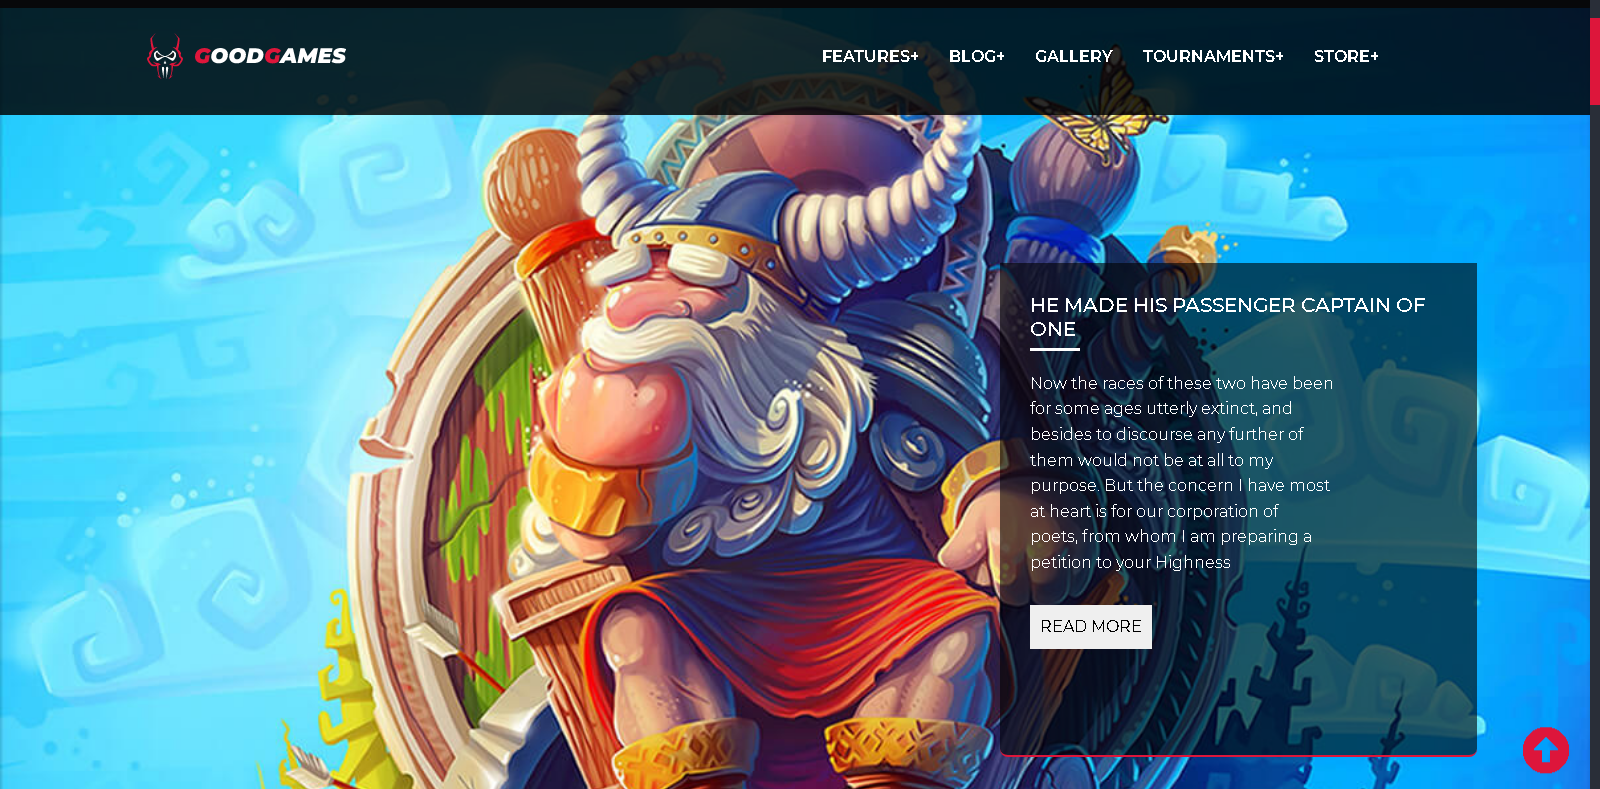 GOODGAMES
FEATURES+ BLOG+ GALLERY TOURNAMENTS+ STORE+
HE MADE HIS PASSENGER CAPTAIN OF
ONE
Now the races of these two have been
for some ages utterly extinct, and
besides to discourse any further of
them would not be at all to my
purpose. But the concern I have most
at heart is for our corporation of
poets, from whom I am preparing a
petition to your Highness
READ MORE